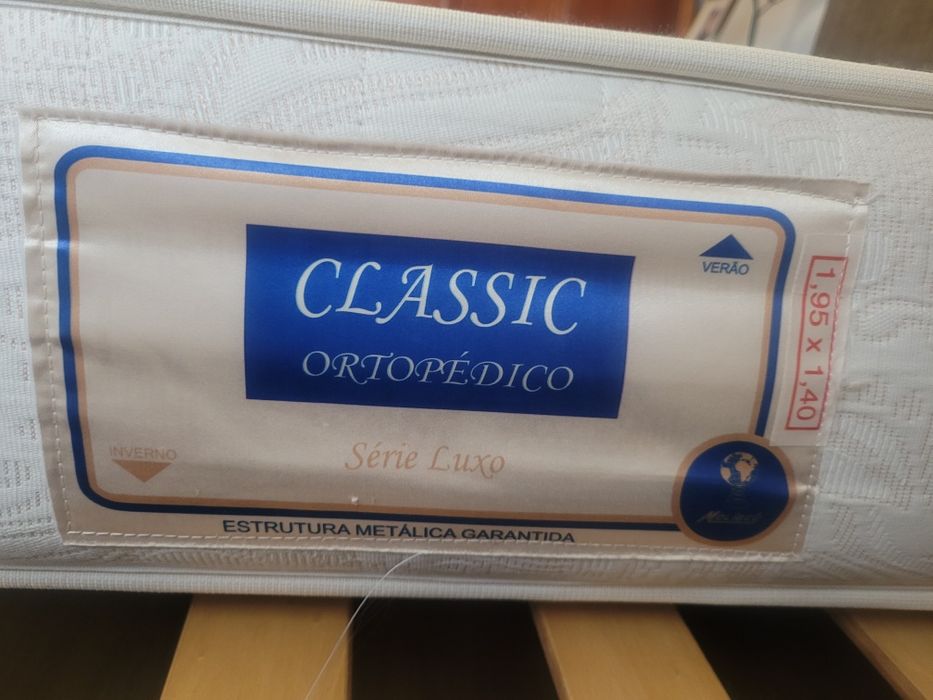 CLASSIC
ORTOPÉDICO
Série Luxo
VERÃO
INVERNO
1,95 x 1,40
ESTRUTURA METÁLICA GARANTIDA